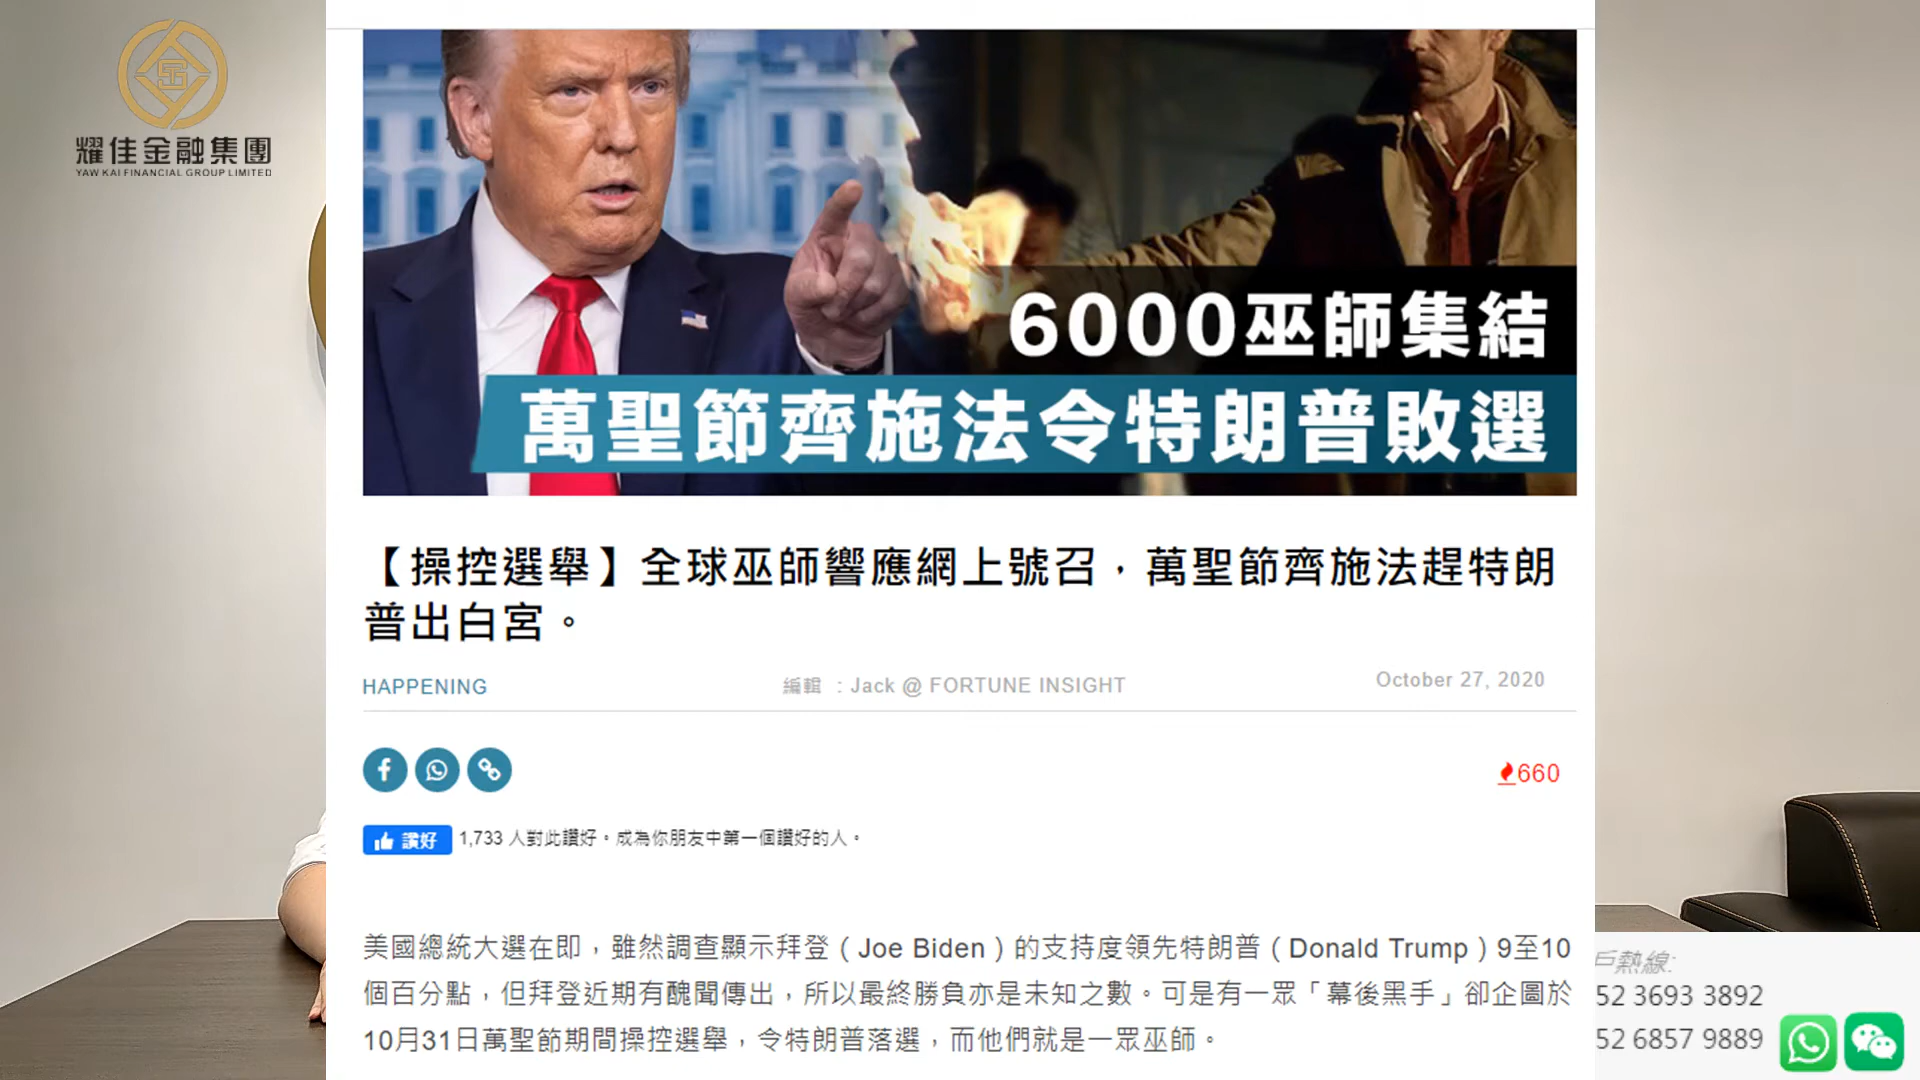 耀佳金融集團
YAW KAI FINANCIAL GROUP LIMITED
6000巫師集結
萬聖節齊施法令特朗普敗選
【操控選舉】全球巫師響應網上號召，萬聖節齊施法趕特朗
普出白宮。
HAPPENING
編輯 ：Jack @ FORTUNE INSIGHT
October 27, 2020
660
讚好 1,733 人對此讚好。成為你朋友中第一個讚好的人。
美國總統大選在即，雖然調查顯示拜登（Joe Biden）的支持度領先特朗普（Donald Trump）9至10
個百分點，但拜登近期有醜聞傳出，所以最終勝負亦是未知之數。可是有一眾「幕後黑手」卻企圖於
10月31日萬聖節期間操控選舉，令特朗普落選，而他們就是一眾巫師。
戶熱線:
52 3693 3892
52 6857 9889